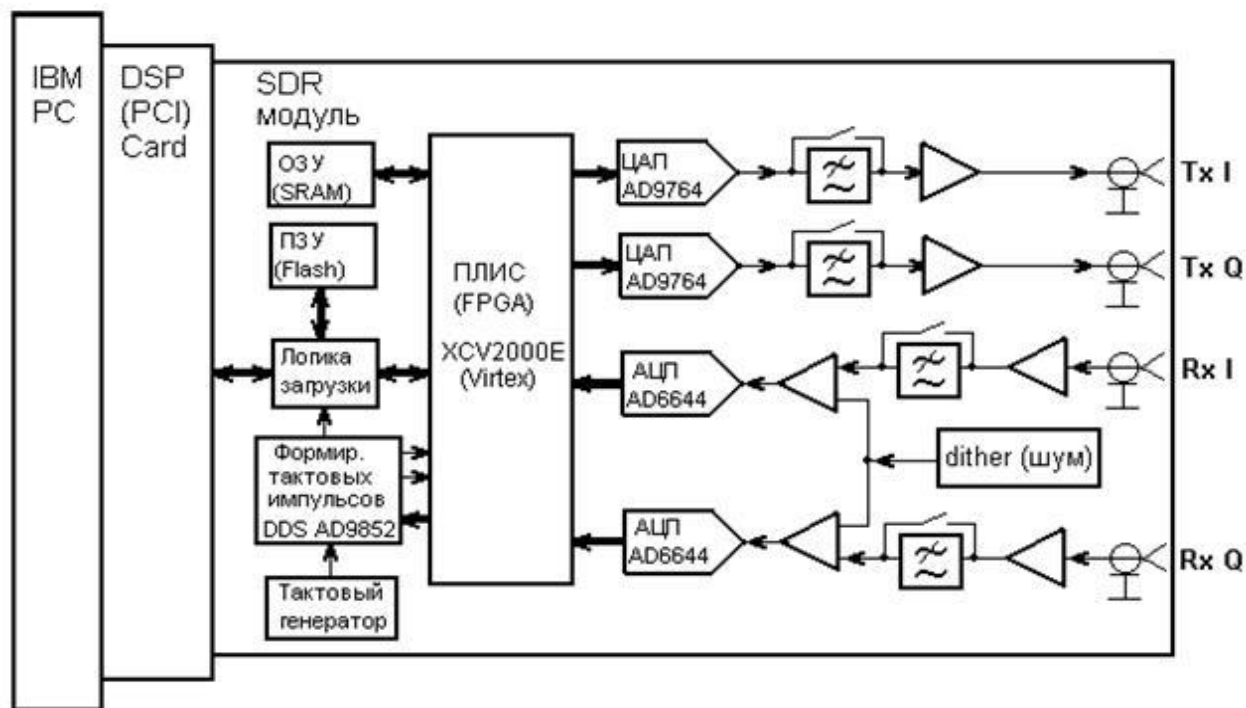 IBM
PC
DSP
(PCI)
Card
SDR
модуль
ОЗУ
(SRAM)
ПЗУ
(Flash)
Логика
загрузки
Формир.
тактовых
импульсов
DDS AD9852
Тактовый
генератор
ПЛИС
(FPGA)
XCV2000E
(Virtex)
ЦАП
AD9764
Tx I
ЦАП
AD9764
Tx Q
АЦП
AD6644
Rx I
dither (шум)
АЦП
AD6644
Rx Q